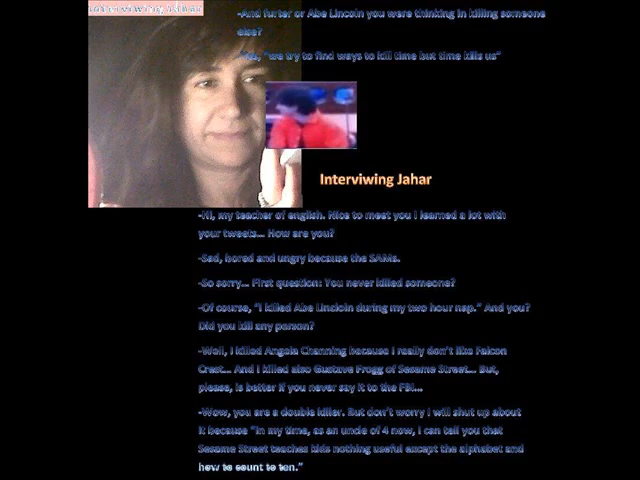 Interviwing Jahar
-And furter or Abe Lincoln you were thinking in killing someone
else?
"we try to find ways to kill time but time kills us"
Interviwing Jahar
-Hi, my teacher of english. Nice to meet you I learned a lot with
your tweets... How are you?
-Sad, bored and ungry because the SAMs.
-So sorry... First question: You never killed someone?
-Of course, "I killed Abe Lincloln during my two hour nap." And you?
Did you kill any person?
-Well, I killed Angela Channing because I really don't like Falcon
Crest... And I killed also Gustave Frogg of Sesame Street... But,
please, is better if you never say it to the FBI...
-Wow, you are a double killer. But don't worry I will shut up about
it because "in my time, as an uncle of 4 now, I can tell you that
Sesame Street teaches kids nothing useful except the alphabet and
how to count to ten."